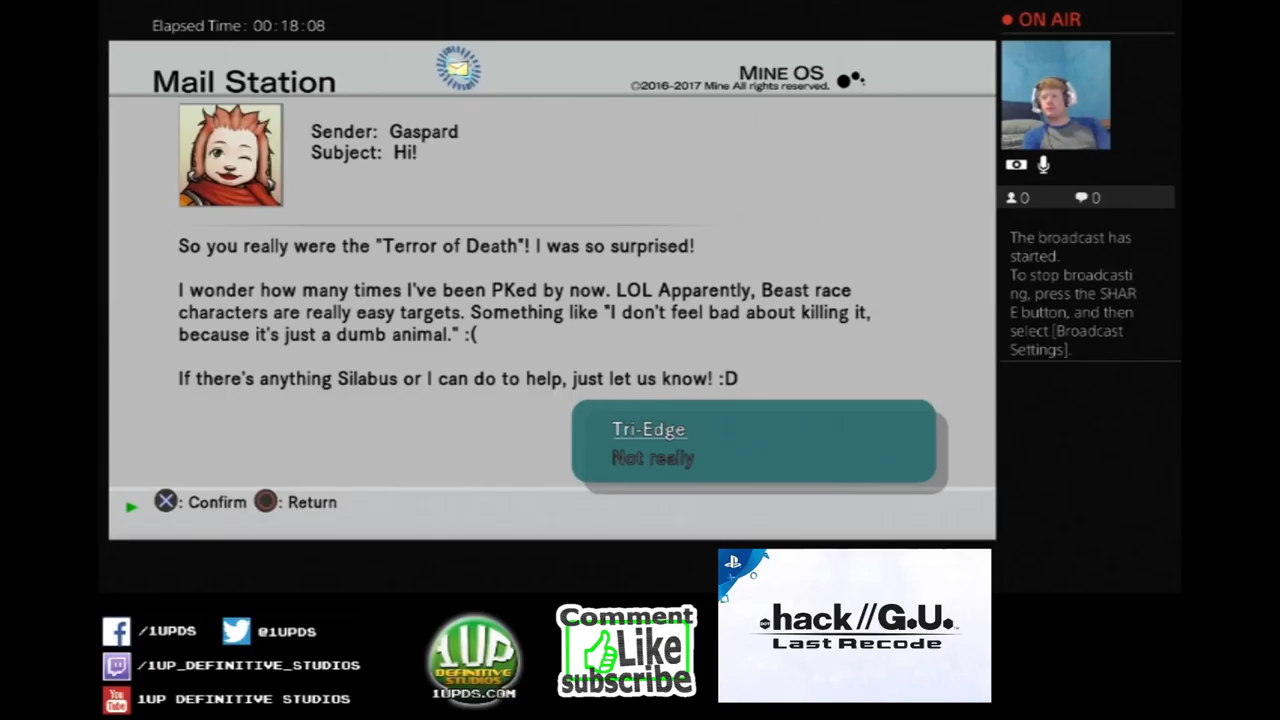 Elapsed Time: 00:18:08
ON AIR
Mail Station
MINE OS
©2016-2017 Mine All rights reserved.
Sender: Gaspard
Subject: Hi!
0 0
So you really were the "Terror of Death"! I was so surprised!
I wonder how many times I've been PKed by now. LOL Apparently, Beast race
characters are really easy targets. Something like "I don't feel bad about killing it,
because it's just a dumb animal." :(
If there's anything Silabus or I can do to help, just let us know! :D
The broadcast has
started.
To stop broadcasti
ng, press the SHAR
E button, and then
select [Broadcast
Settings].
Tri-Edge
Not really
: Confirm : Return
/1UPDS @1UPDS
/1UP_DEFINITIVE_STUDIOS
You Tube 1UP DEFINITIVE STUDIOS
1UP
DEFINITIVE
STUDIOS
1UPDS.COM
Comment
Like
subscribe
.hack//G.U.™
Last Recode